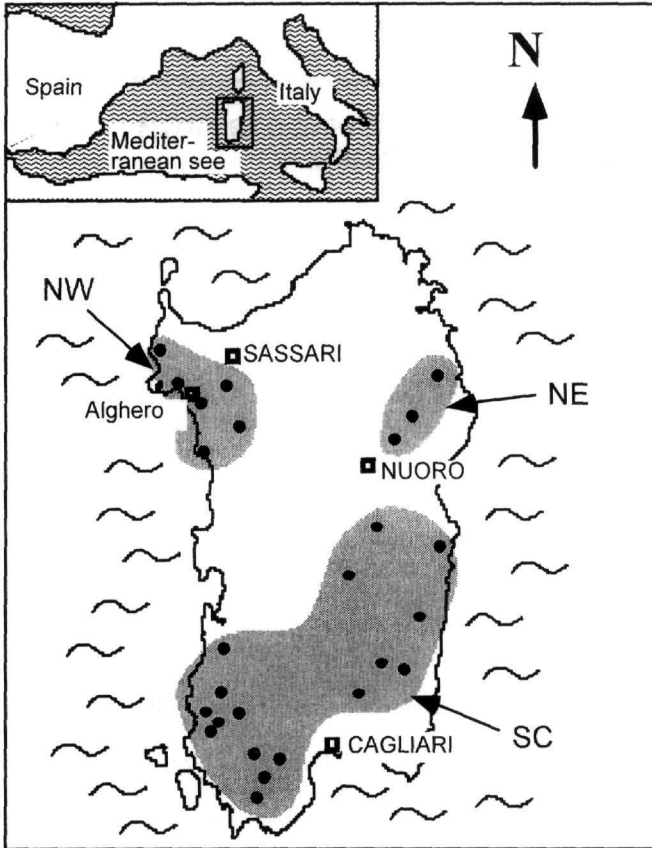 Spain
Italy
Mediter-
ranean see
N
NW
SASSARI
Alghero
NE
NUORO
SC
CAGLIARI